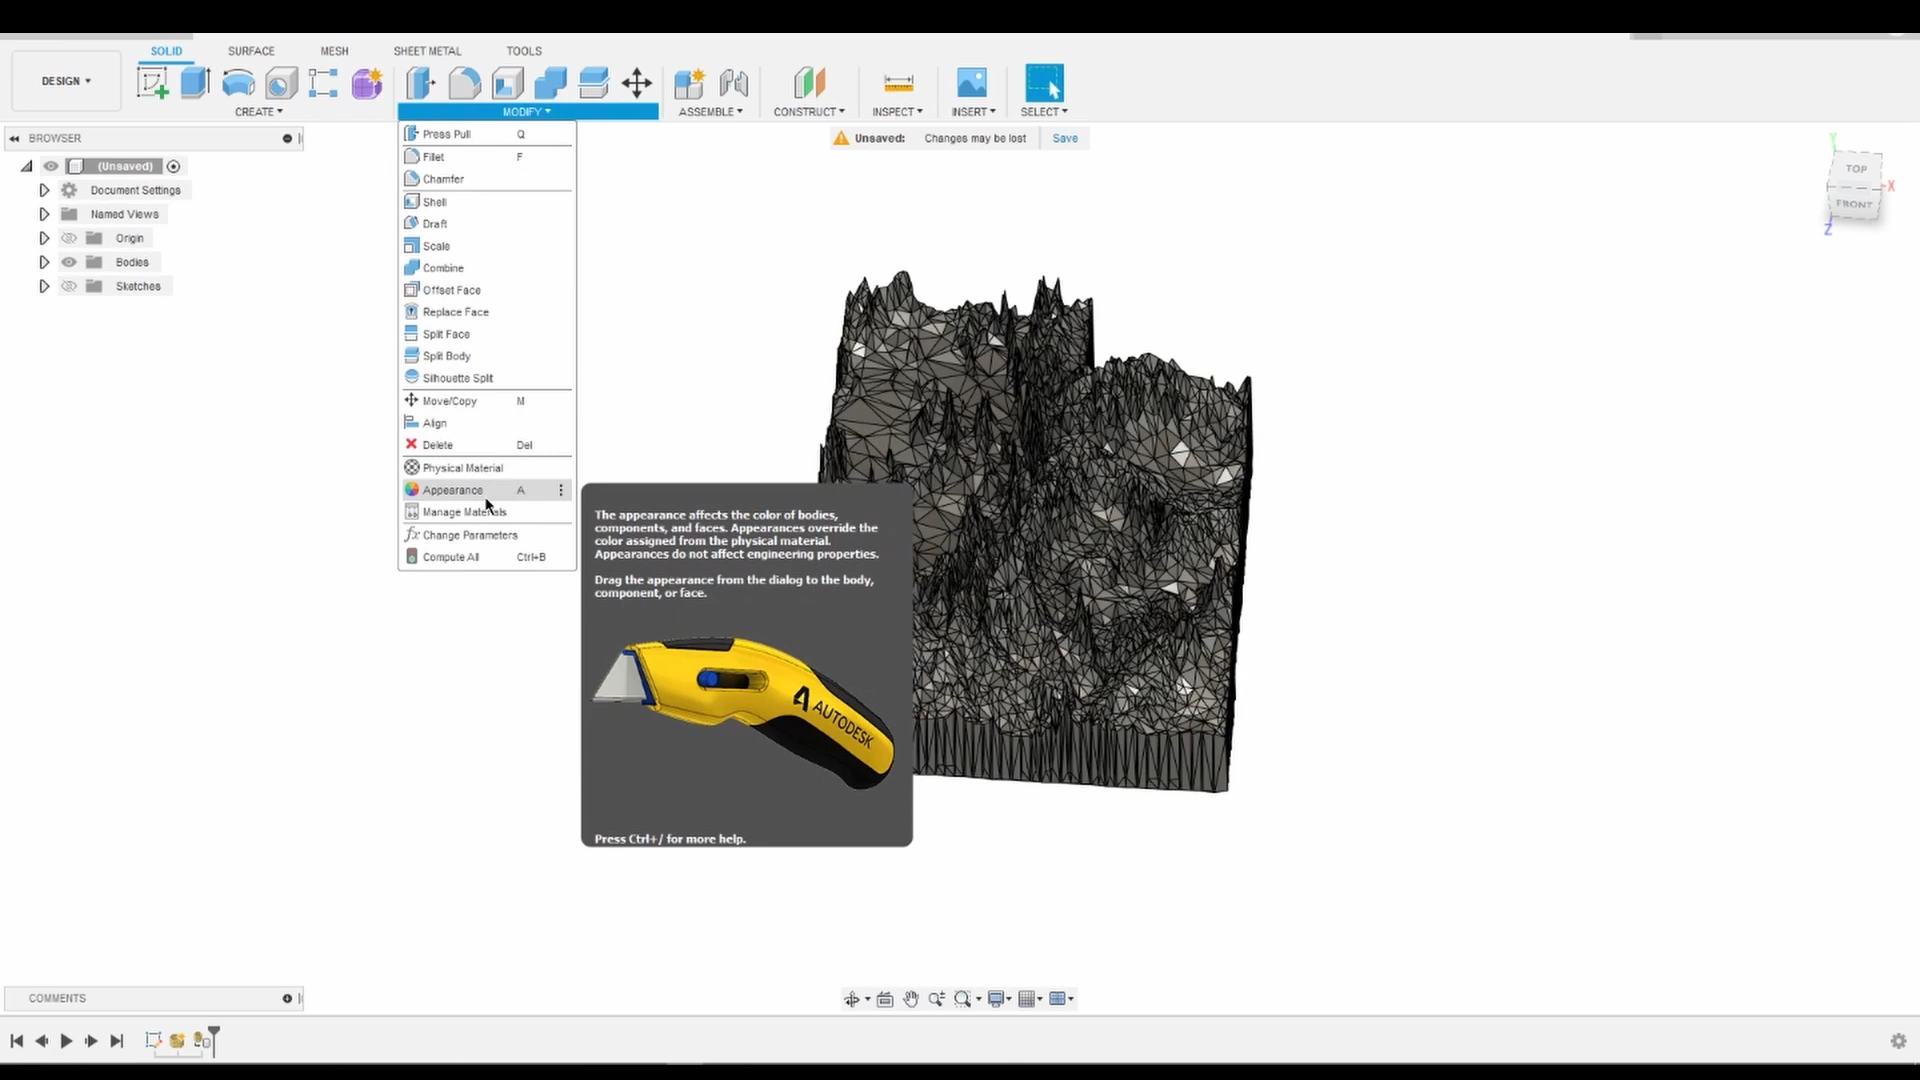 SOLID SURFACE MESH SHEET METAL TOOLS
DESIGN
CREATE MODIFY ASSEMBLE CONSTRUCT INSPECT INSERT SELECT
BROWSER
Unsaved: Changes may be lost Save
(Unsaved)
Document Settings
Named Views
Origin
Bodies
Sketches
Press Pull Q
Fillet F
Chamfer
Shell
Draft
Scale
Combine
Offset Face
Replace Face
Split Face
Split Body
Silhouette Split
Move/Copy M
Align
Delete Del
Physical Material
Appearance A
Manage Materials
Change Parameters
Compute All Ctrl+B
The appearance affects the color of bodies,
components, and faces. Appearances override the
color assigned from the physical material.
Appearances do not affect engineering properties.
Drag the appearance from the dialog to the body,
component, or face.
AUTODESK
Press Ctrl+/ for more help.
Y
TOP
X
FRONT
Z
COMMENTS